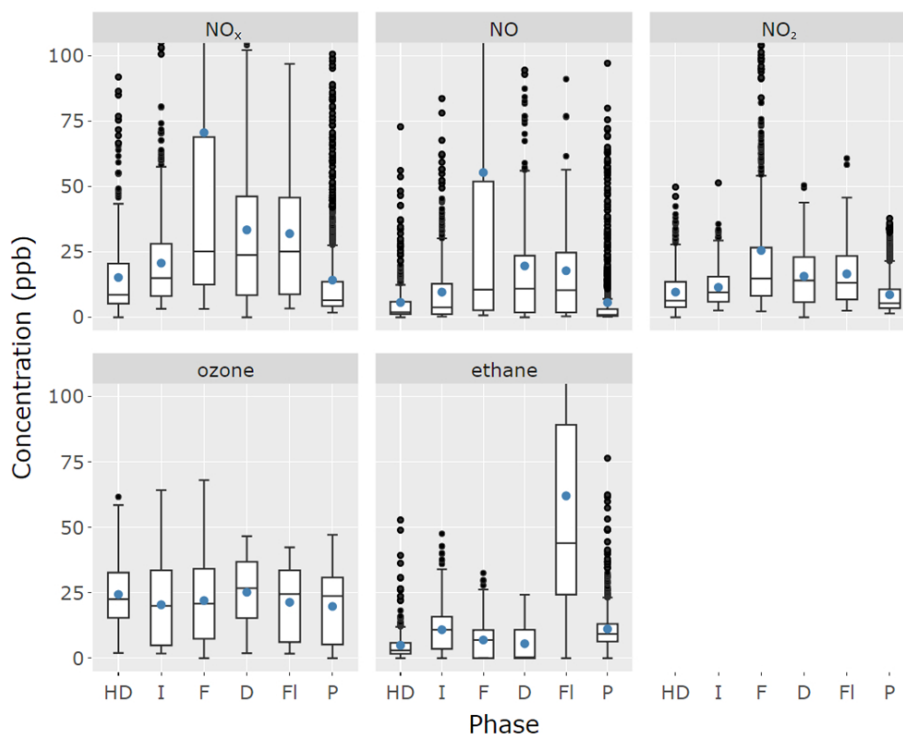 NOₓ NO NO₂
100
75
50
25
0
ozone ethane
100
75
50
25
0
HD I F D Fl P HD I F D Fl P HD I F D Fl P
Concentration (ppb)
Phase